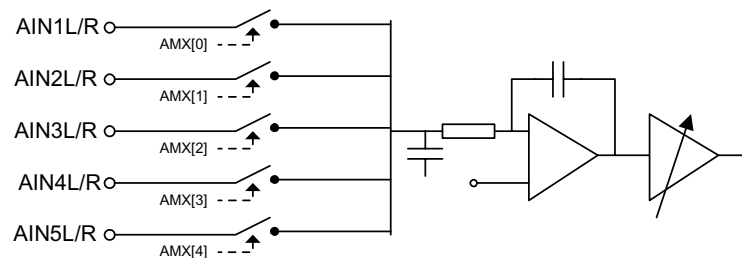 AIN1L/R
AMX[0]
AIN2L/R
AMX[1]
AIN3L/R
AMX[2]
AIN4L/R
AMX[3]
AIN5L/R
AMX[4]